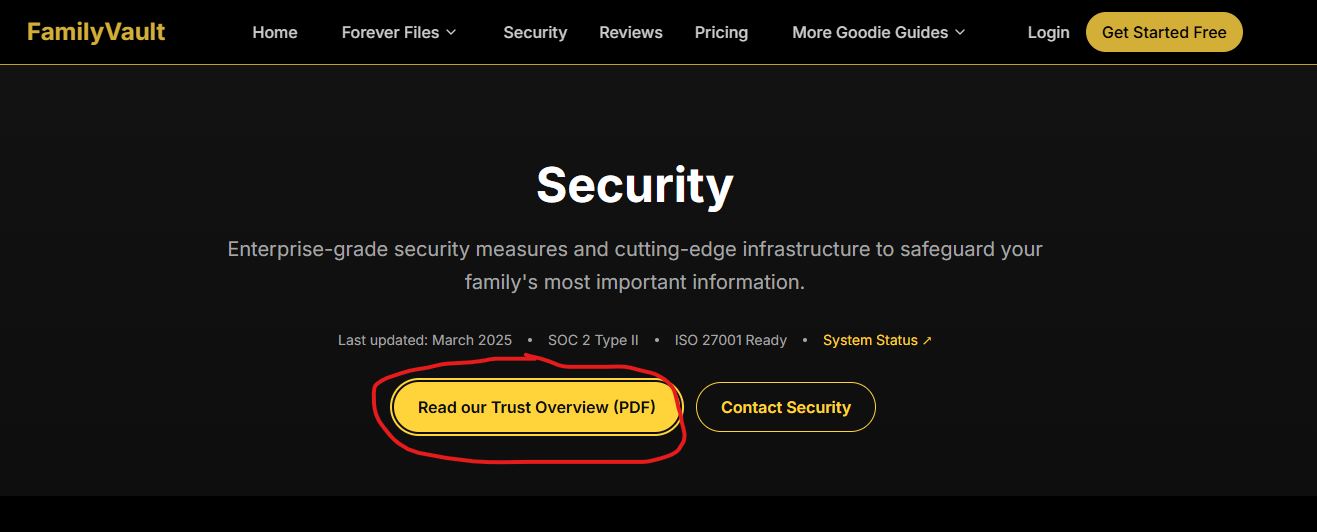 FamilyVault Home Forever Files Security Reviews Pricing More Goodie Guides Login Get Started Free
Security
Enterprise-grade security measures and cutting-edge infrastructure to safeguard your
family's most important information.
Last updated: March 2025 • SOC 2 Type II • ISO 27001 Ready • System Status ↗
Read our Trust Overview (PDF) Contact Security